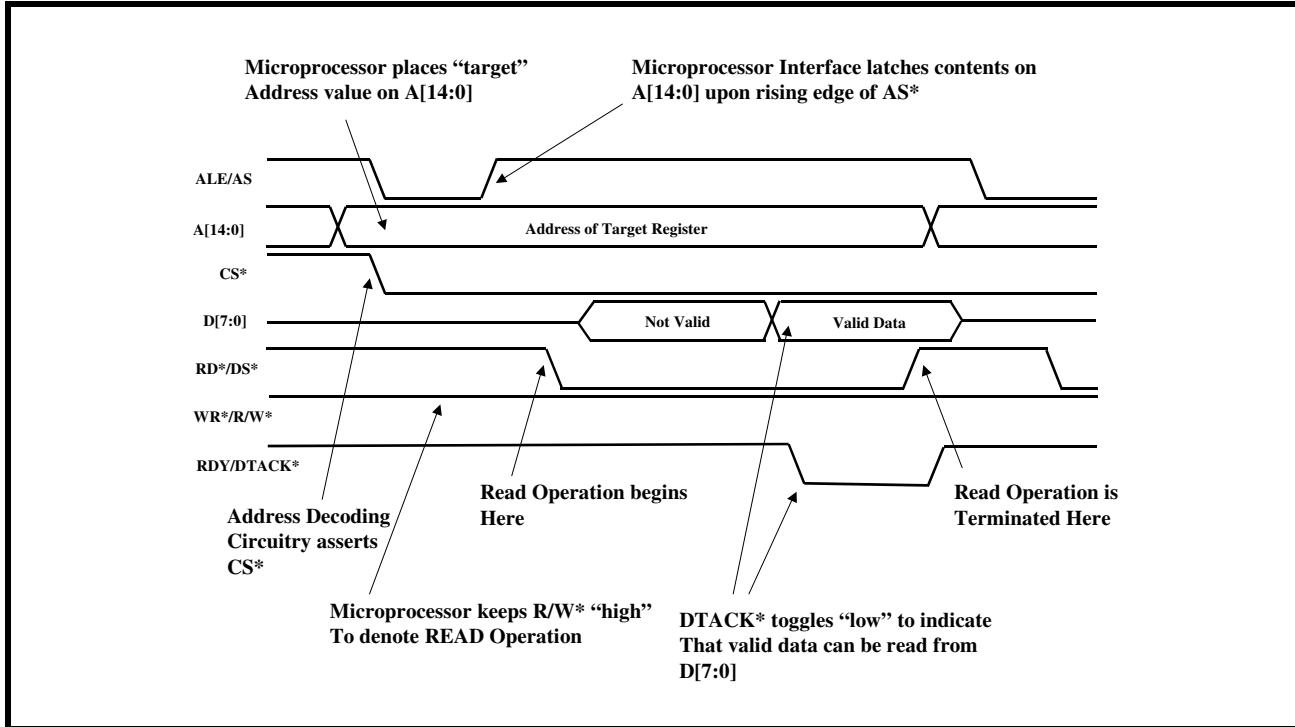 Microprocessor places “target”
Address value on A[14:0]
Microprocessor Interface latches contents on
A[14:0] upon rising edge of AS*
ALE/AS
A[14:0]
Address of Target Register
CS*
D[7:0]
Not Valid
Valid Data
RD*/DS*
WR*/R/W*
RDY/DTACK*
Read Operation begins
Here
Read Operation is
Terminated Here
Address Decoding
Circuitry asserts
CS*
Microprocessor keeps R/W* “high”
To denote READ Operation
DTACK* toggles “low” to indicate
That valid data can be read from
D[7:0]